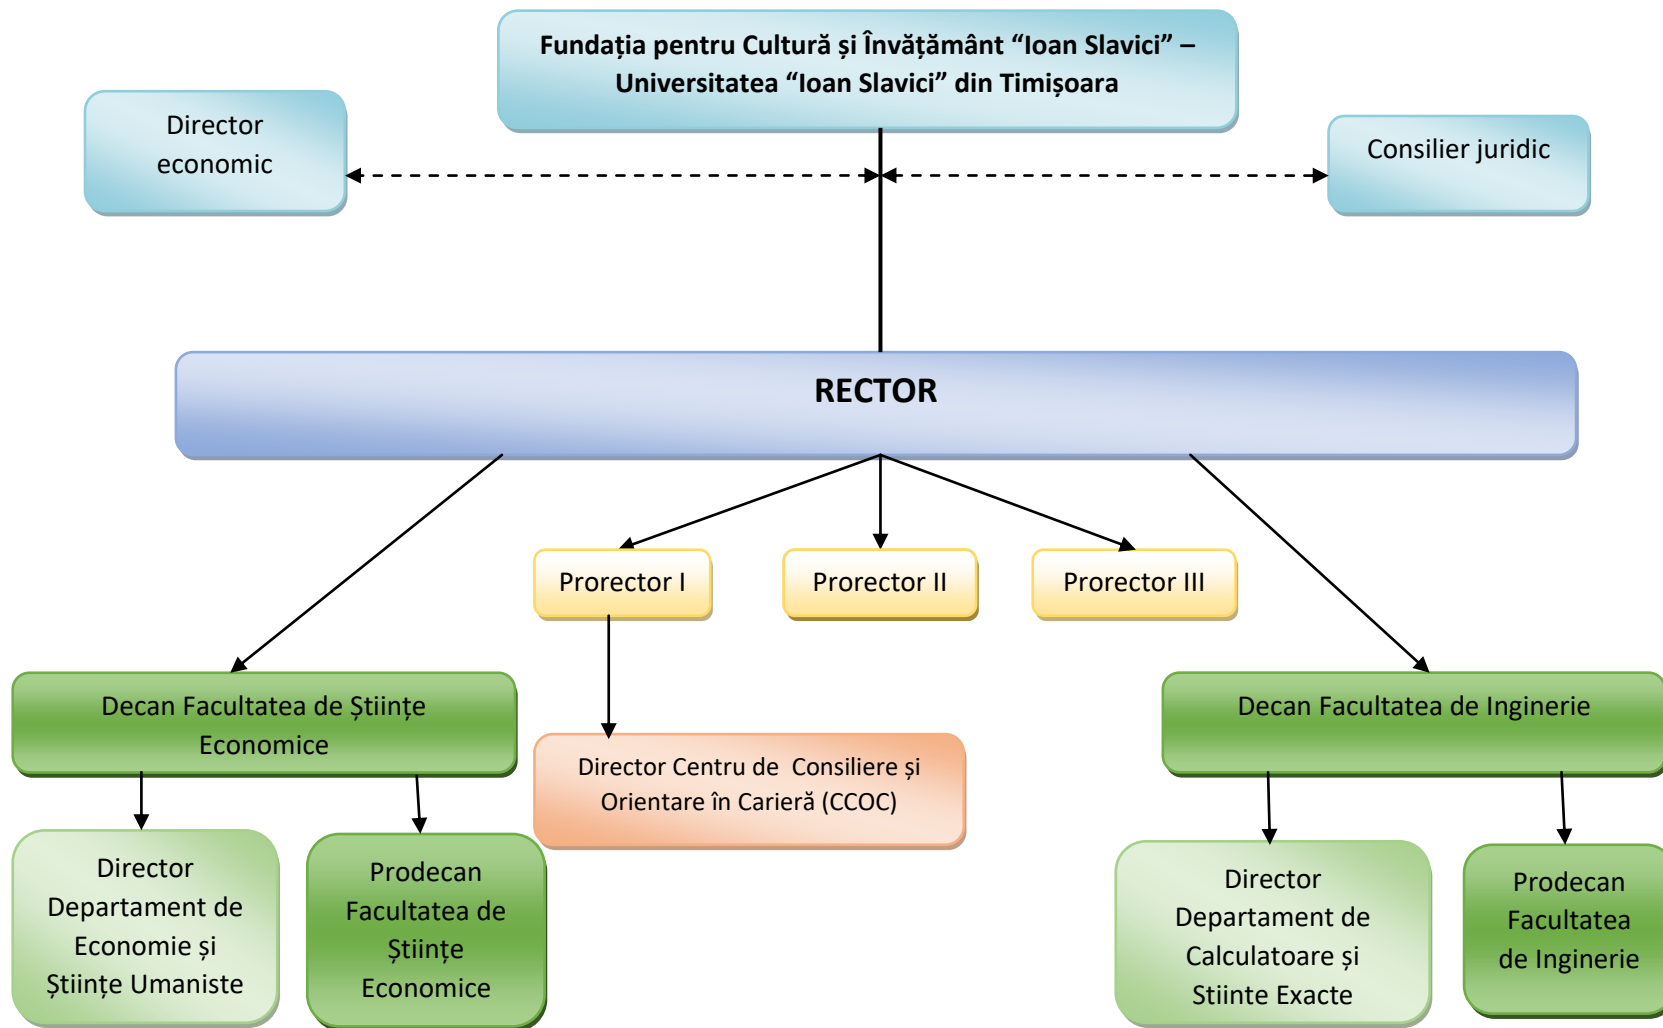 Fundația pentru Cultură și Învățământ “Ioan Slavici” –
Universitatea “Ioan Slavici” din Timișoara
Director
economic
Consilier juridic
RECTOR
Prorector I
Prorector II
Prorector III
Decan Facultatea de Științe
Economice
Decan Facultatea de Inginerie
Director Centru de  Consiliere și
Orientare în Carieră (CCOC)
Director
Departament de
Economie și
Științe Umaniste
Prodecan
Facultatea de
Științe
Economice
Director
Departament de
Calculatoare și
Stiinte Exacte
Prodecan
Facultatea
de Inginerie